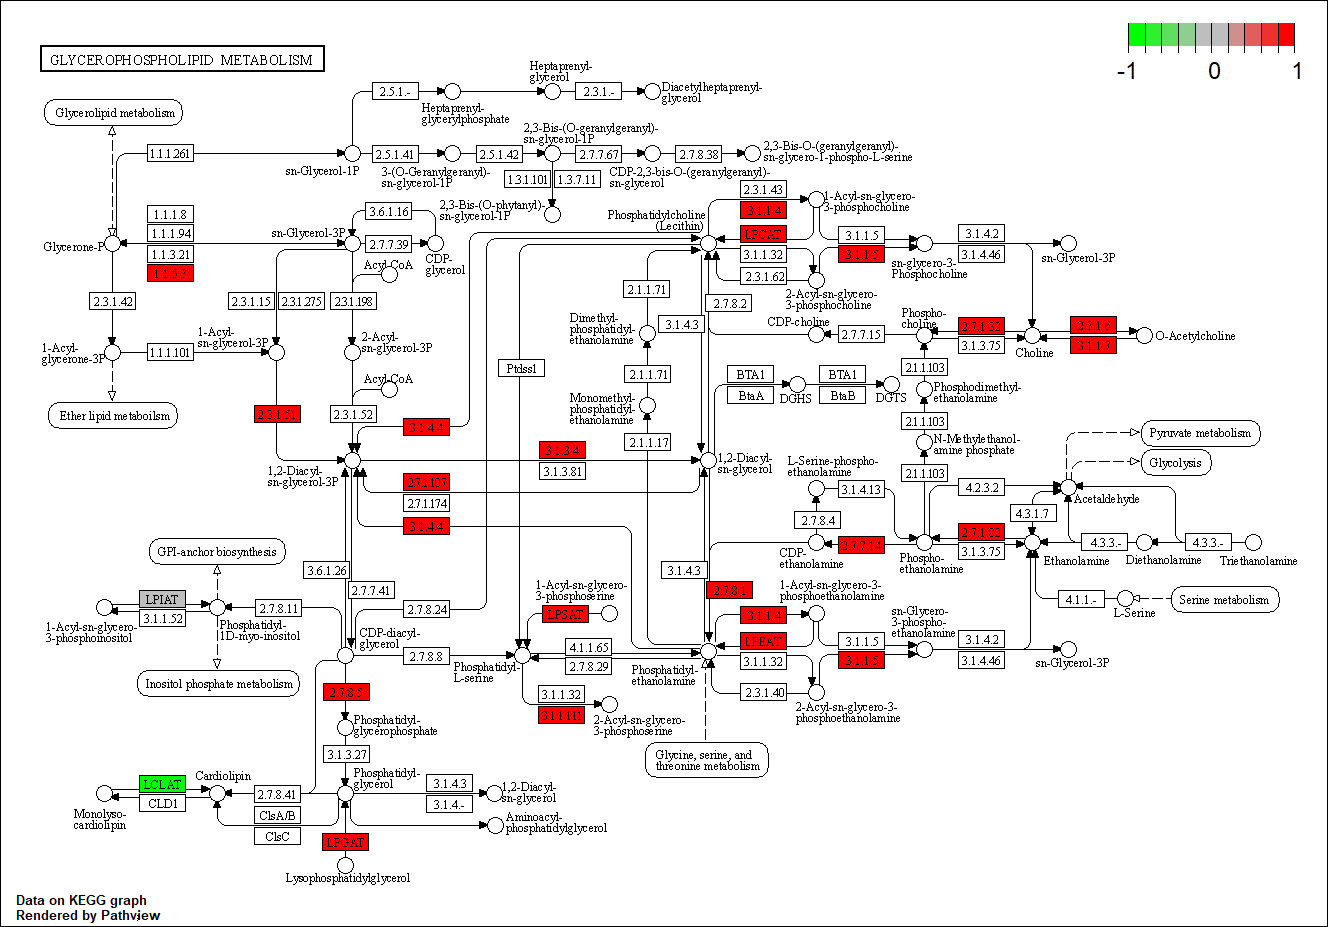 -1
0
1
GLYCEROPHOSPHOLIPID METABOLISM
Heptaprenyl-
glycerol
2.5.1.-
2.3.1.-
Diacetylheptaprenyl-
glycerol
Heptaprenyl-
glycerylphosphate
Glycerolipid metabolism
2,3-Bis-(O-geranylgeranyl)-
sn-glycerol-1P
1.1.1.261
2.5.1.41
2.5.1.42
2.7.7.67
2.7.8.38
2,3-Bis-O-(geranylgeranyl)-
sn-glycero-1-phospho-L-serine
sn-Glycerol-1P
3-(O-Geranylgeranyl)-
sn-glycerol-1P
CDP-2,3-bis-O-(geranylgeranyl)-
sn-glycerol
1.3.1.101
1.3.7.11
2,3-Bis-(O-phytanyl)-
sn-glycerol-1P
2.3.1.43
3.1.1.4
1-Acyl-sn-glycero-
3-phosphocholine
Phosphatidylcholine
(Lecithin)
LPCAT
3.1.1.32
2.3.1.62
3.1.1.5
3.1.1.5
sn-glycero-3-
Phosphocholine
3.1.4.2
3.1.4.46
sn-Glycerol-3P
2-Acyl-sn-glycero-
3-phosphocholine
1.1.1.8
1.1.1.94
1.1.3.21
1.1.5.3
Glycerone-P
sn-Glycerol-3P
3.6.1.16
2.7.7.39
CDP-
glycerol
Acyl-CoA
2.3.1.42
2.3.1.15
2.3.1.275
2.3.1.198
2.1.1.71
2.7.8.2
3.1.4.3
Dimethyl-
phosphatidyl-
ethanolamine
CDP-choline
2.7.7.15
Phospho-
choline
2.7.1.32
3.1.3.75
Choline
2.3.1.6
3.1.1.7
O-Acetylcholine
1-Acyl-
glycerone-3P
1.1.1.101
1-Acyl-
sn-glycerol-3P
2-Acyl-
sn-glycerol-3P
Ptdss1
2.1.1.71
BTA1
BtaA
DGHS
BTA1
BtaB
DGTS
2.1.1.103
Phosphodimethyl-
ethanolamine
Ether lipid metaboilsm
Acyl-CoA
2.3.1.51
2.3.1.52
3.1.4.4
Monomethyl-
phosphatidyl-
ethanolamine
2.1.1.17
2.1.1.103
N-Methylethanol-
amine phosphate
Pyruvate metabolism
Glycolysis
3.1.3.4
3.1.3.81
1,2-Diacyl-
sn-glycerol
1,2-Diacyl-
sn-glycerol-3P
2.7.1.107
2.7.1.174
3.1.4.4
L-Serine-phospho-
ethanolamine
2.1.1.103
3.1.4.13
4.2.3.2
Acetaldehyde
4.3.1.7
2.7.8.4
2.7.7.14
CDP-
ethanolamine
Phospho-
ethanolamine
2.7.1.82
3.1.3.75
Ethanolamine
4.3.3.-
Diethanolamine
4.3.3.-
Triethanolamine
GPI-anchor biosynthesis
3.6.1.26
2.7.7.41
3.1.4.3
2.7.8.1
4.1.1.-
L-Serine
Serine metabolism
LPIAT
3.1.1.52
1-Acyl-sn-glycero-
3-phosphoinositol
Phosphatidyl-
1D-myo-inositol
2.7.8.11
2.7.8.24
1-Acyl-sn-glycero-
3-phosphoserine
LPSAT
1-Acyl-sn-glycero-3-
phosphoethanolamine
3.1.1.4
LPEAT
3.1.1.32
2.3.1.40
sn-Glycero-
3-phospho-
ethanolamine
3.1.1.5
3.1.1.5
3.1.4.2
3.1.4.46
sn-Glycerol-3P
CDP-diacyl-
glycerol
2.7.8.8
Phosphatidyl-
L-serine
4.1.1.65
2.7.8.29
Phosphatidyl-
ethanolamine
Inositol phosphate metabolism
2.7.8.5
3.1.1.32
3.1.1.111
2-Acyl-sn-glycero-
3-phosphoserine
2-Acyl-sn-glycero-3-
phosphoethanolamine
Phosphatidyl-
glycerophosphate
3.1.3.27
Glycine, serine, and
threonine metabolism
LCLAT
CLD1
Monolyso-
cardiolipin
Cardiolipin
2.7.8.41
ClsA/B
ClsC
Phosphatidyl-
glycerol
3.1.4.3
3.1.4.-
1,2-Diacyl-
sn-glycerol
Aminoacyl-
phosphatidylglycerol
LPGAT
Lysophosphatidylglycerol
Data on KEGG graph
Rendered by Pathview